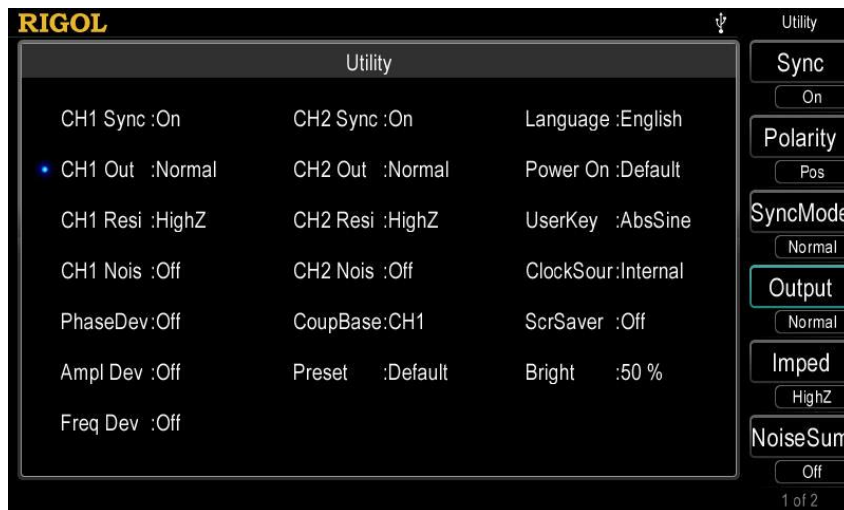 RIGOL Utility
Utility
CH1 Sync :On CH2 Sync :On Language :English
CH1 Out :Normal CH2 Out :Normal Power On :Default
CH1 Resi :HighZ CH2 Resi :HighZ UserKey :AbsSine
CH1 Nois :Off CH2 Nois :Off ClockSour:Internal
PhaseDev:Off CoupBase:CH1 ScrSaver :Off
Ampl Dev :Off Preset :Default Bright :50 %
Freq Dev :Off
Sync
On
Polarity
Pos
SyncMode
Normal
Output
Normal
Imped
HighZ
NoiseSum
Off
1 of 2